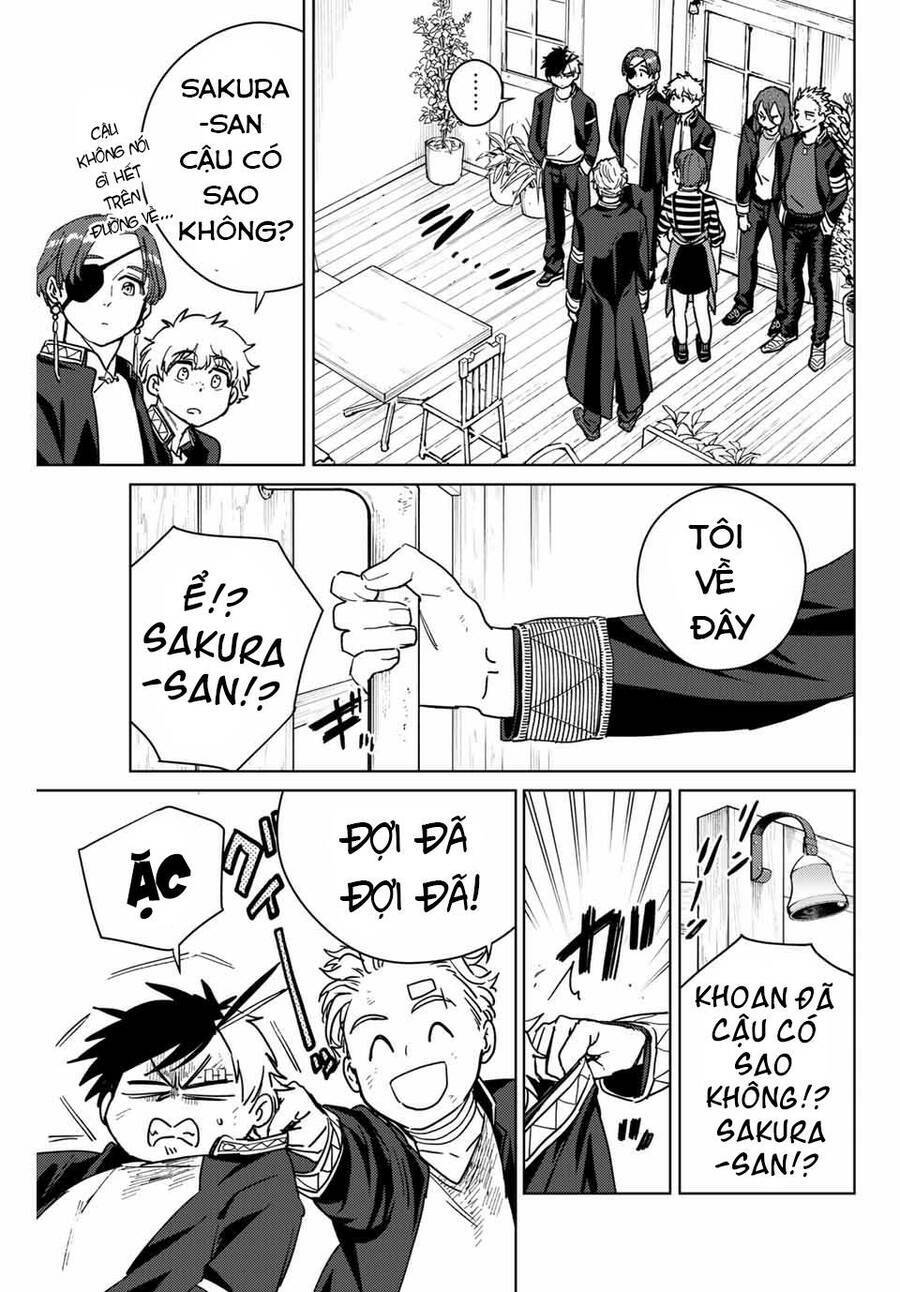 ………
SAKURA
-SAN
CẬU CÓ
SAO
KHÔNG?
CẬU
KHÔNG NÓI
GÌ HẾT
TRÊN
ĐƯỜNG VỀ...
TÔI
VỀ
ĐÂY
Ể!?
SAKURA
-SAN!?
KHOAN ĐÃ
CẬU CÓ
SAO
KHÔNG!?
SAKURA
-SAN!?
ĐỢI ĐÃ
ĐỢI ĐÃ!
ẶC